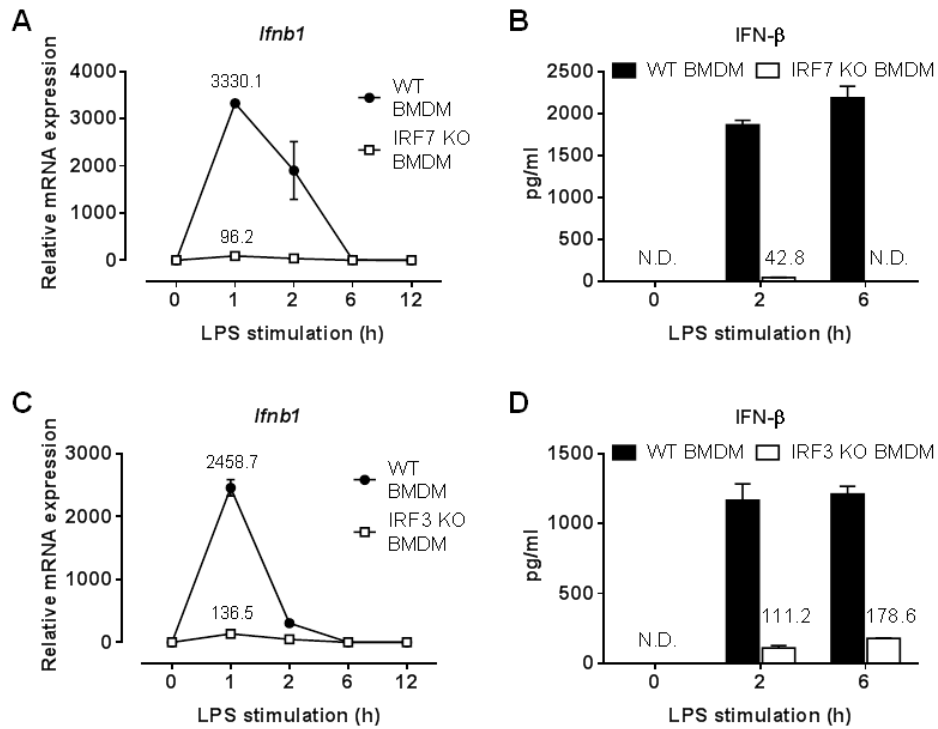 A
Ifnb1
Relative mRNA expression
4000
3000
2000
1000
0
3330.1
96.2
WT
BMDM
IRF7 KO
BMDM
0 1 2 6 12
LPS stimulation (h)
B
IFN-β
WT BMDM IRF7 KO BMDM
pg/ml
2500
2000
1500
1000
500
0
N.D.
42.8
N.D.
0 2 6
LPS stimulation (h)
C
Ifnb1
Relative mRNA expression
3000
2000
1000
0
2458.7
136.5
WT
BMDM
IRF3 KO
BMDM
0 1 2 6 12
LPS stimulation (h)
D
IFN-β
WT BMDM IRF3 KO BMDM
pg/ml
1500
1000
500
0
N.D.
111.2
178.6
0 2 6
LPS stimulation (h)